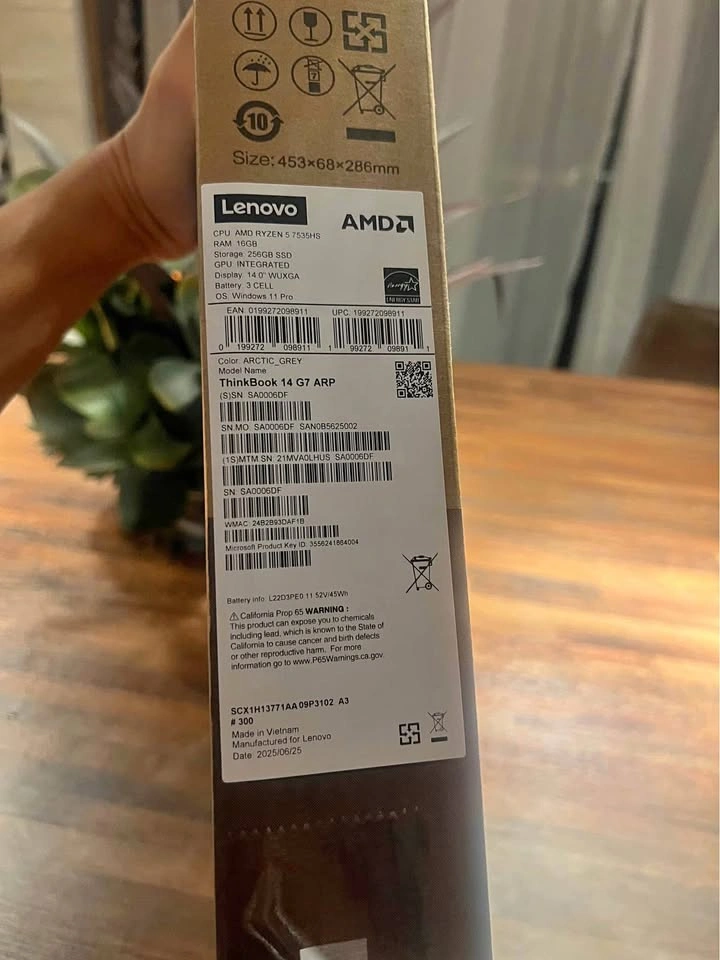 7
10
Size: 453×68×286mm
Lenovo
AMD
CPU: AMD RYZEN 5 7535HS
RAM: 16GB
Storage: 256GB SSD
GPU: INTEGRATED
Display: 14.0" WUXGA
Battery: 3 CELL
OS: Windows 11 Pro
energy
ENERGY STAR
EAN: 0199272098911
UPC: 199272098911
0 199272 098911
1 99272 09891 1
Color: ARCTIC_GREY
Model Name
ThinkBook 14 G7 ARP
(S)SN: SA0006DF
SN.MO: SA0006DF SAN0B5625002
(1S)MTM.SN: 21MVA0LHUS SA0006DF
SN: SA0006DF
WMAC: 24B2B93DAF1B
Microsoft Product Key ID: 3556241864004
Battery info: L22D3PE0 11.52V/45Wh
California Prop 65 WARNING :
This product can expose you to chemicals
including lead, which is known to the State of
California to cause cancer and birth defects
or other reproductive harm. For more
information go to www.P65Warnings.ca.gov.
SCX1H13771AA 09P3102 A3
# 300
Made in Vietnam
Manufactured for Lenovo
Date: 2025/06/25